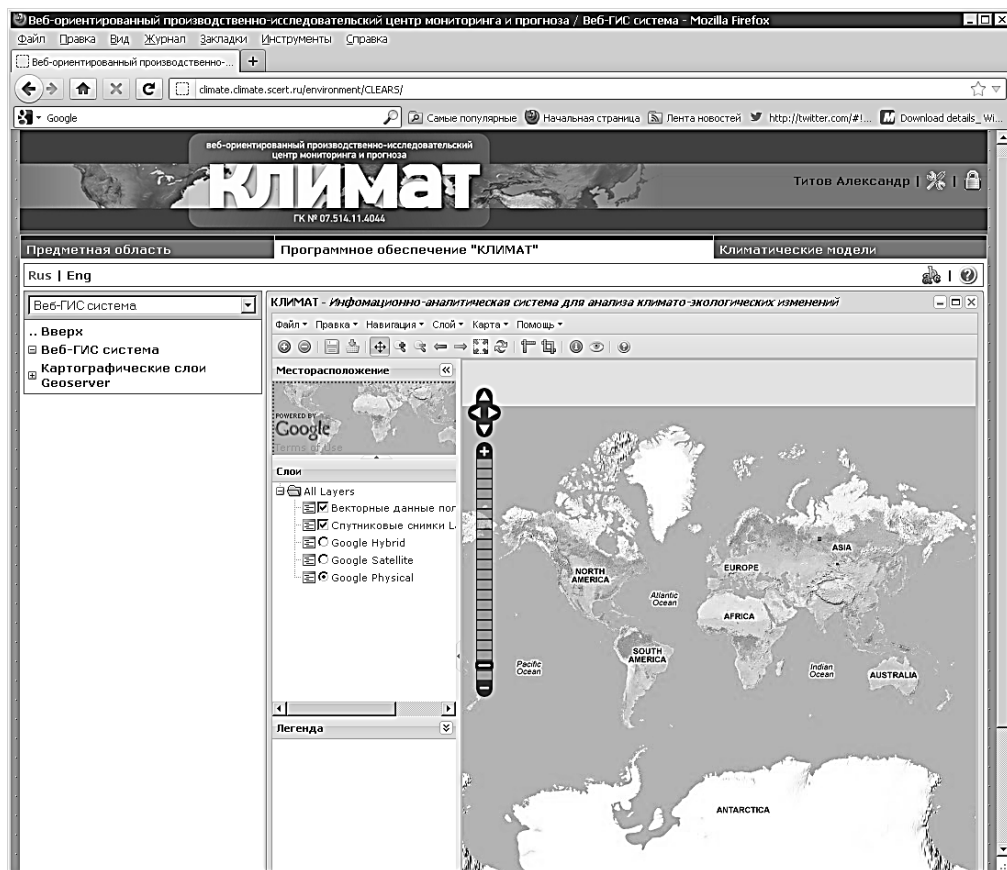 Веб-ориентированный производственно-исследовательский центр мониторинга и прогноза / Веб-ГИС система - Mozilla Firefox
Файл Правка Вид Журнал Закладки Инструменты Справка
Веб-ориентированный производственно-...
climate.climate.scert.ru/environment/CLEARS/
Google
Самые популярные Начальная страница Лента новостей http://twitter.com/#!... Download details_ Wi...
веб-ориентированный производственно-исследовательский
центр мониторинга и прогноза
климат
ГК № 07.514.11.4044
Титов Александр | |
Предметная область Программное обеспечение "КЛИМАТ" Климатические модели
Rus | Eng |
Веб-ГИС система
.. Вверх
Веб-ГИС система
Картографические слои
Geoserver
КЛИМАТ - Инфомационно-аналитическая система для анализа климато-экологических изменений
Файл Правка Навигация Слой Карта Помощь
Месторасположение
POWERED BY
Google
Terms of Use
Слои
All Layers
Векторные данные пол
Спутниковые снимки L
Google Hybrid
Google Satellite
Google Physical
Легенда
NORTH
AMERICA
Atlantic
Ocean
EUROPE
ASIA
AFRICA
SOUTH
AMERICA
Pacific
Ocean
Indian
Ocean
AUSTRALIA
ANTARCTICA